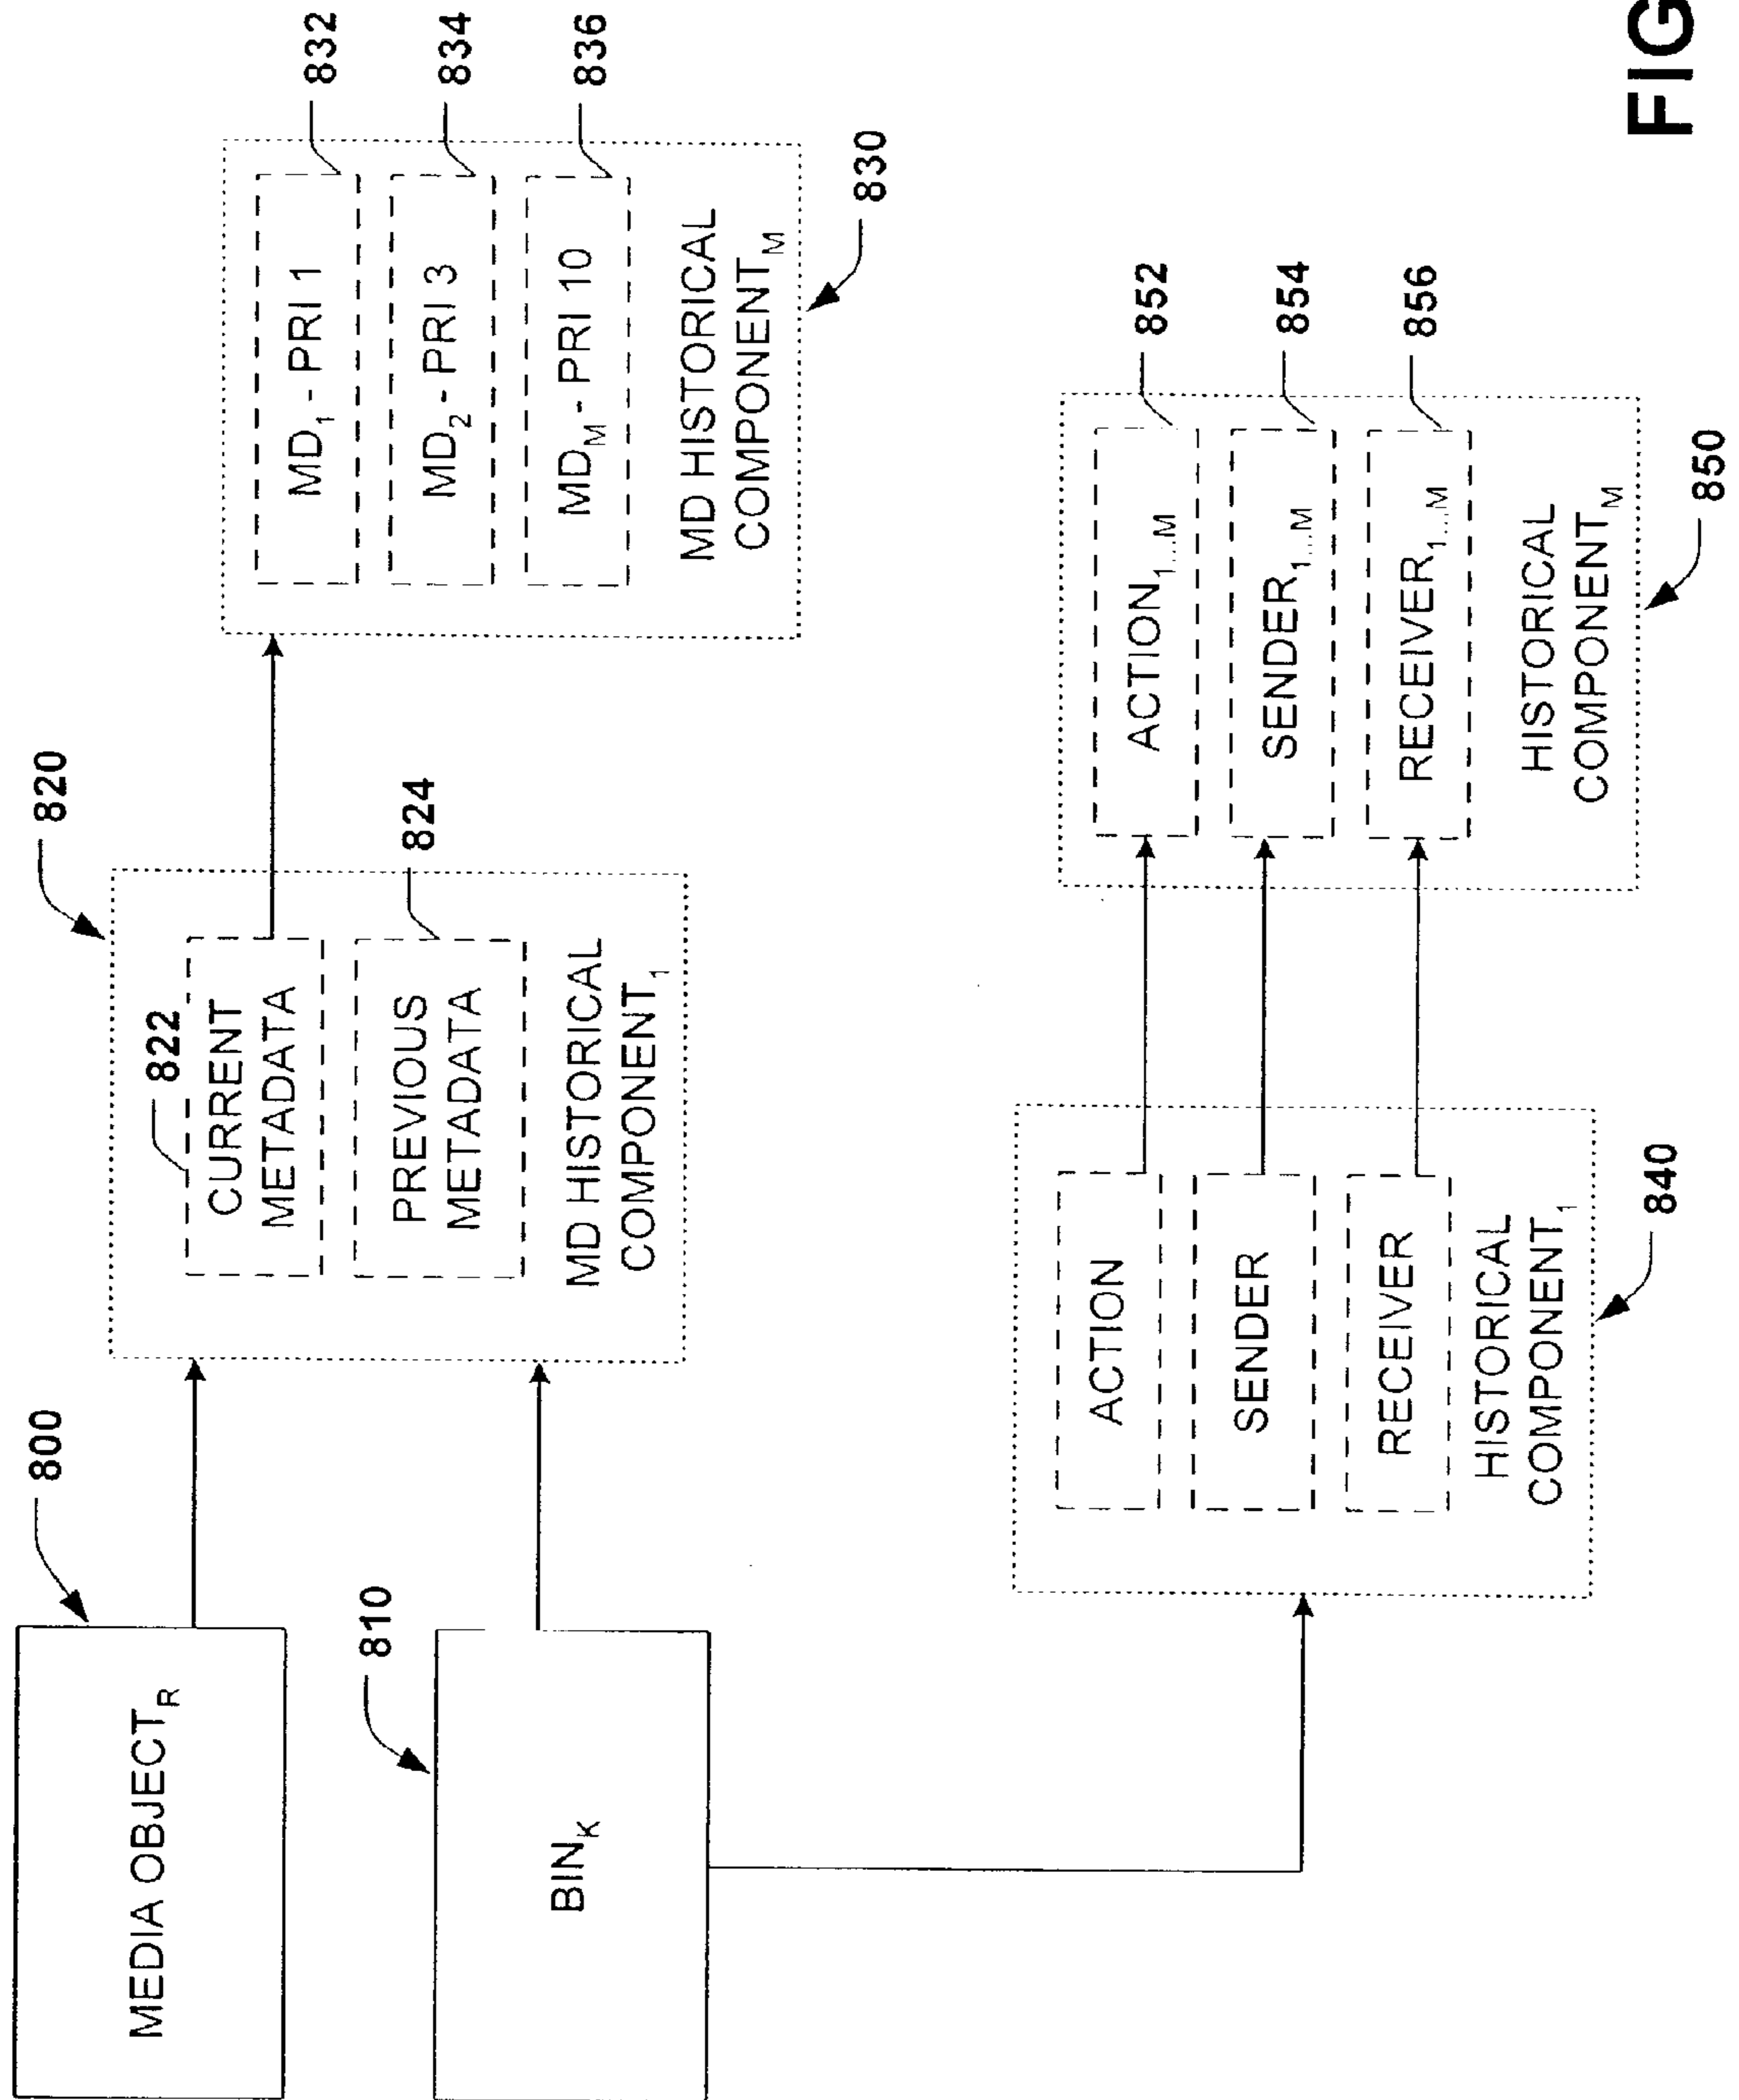 800
MEDIA OBJECT_R
810
BIN_K
820
822
CURRENT
METADATA
824
PREVIOUS
METADATA
MD HISTORICAL
COMPONENT_1
832
MD_1 - PRI 1
834
MD_2 - PRI 3
836
MD_M - PRI 10
MD HISTORICAL
COMPONENT_M
830
ACTION
SENDER
RECEIVER
HISTORICAL
COMPONENT_1
840
852
ACTION_1...M
854
SENDER_1...M
856
RECEIVER_1...M
HISTORICAL
COMPONENT_M
850
FIG